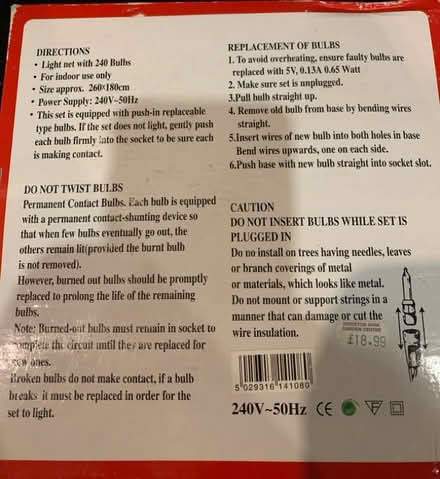 DIRECTIONS
• Light net with 240 Bulbs
• For indoor use only
• Size approx. 260x180cm
• Power Supply: 240V~50Hz
• This set is equipped with push-in replaceable
type bulbs. If the set does not light, gently push
each bulb firmly into the socket to be sure each
is making contact.
DO NOT TWIST BULBS
Permanent Contact Bulbs. Each bulb is equipped
with a permanent contact-shunting device so
that when few bulbs eventually go out, the
others remain lit(provided the burnt bulb
is not removed).
However, burned out bulbs should be promptly
replaced to prolong the life of the remaining
bulbs.
Note: Burned-out bulbs must remain in socket to
complete the circuit until they are replaced for
new ones.
Broken bulbs do not make contact, if a bulb
breaks it must be replaced in order for the
set to light.
REPLACEMENT OF BULBS
1. To avoid overheating, ensure faulty bulbs are
replaced with 5V, 0.13A 0.65 Watt
2. Make sure set is unplugged.
3.Pull bulb straight up.
4. Remove old bulb from base by bending wires
straight.
5.Insert wires of new bulb into both holes in base
Bend wires upwards, one on each side.
6.Push base with new bulb straight into socket slot.
CAUTION
DO NOT INSERT BULBS WHILE SET IS
PLUGGED IN
Do no install on trees having needles, leaves
or branch coverings of metal
or materials, which looks like metal.
Do not mount or support strings in a
manner that can damage or cut the
wire insulation.
GARDEN CENTRE
£18.99
5 029316 141089
240V~50Hz CE